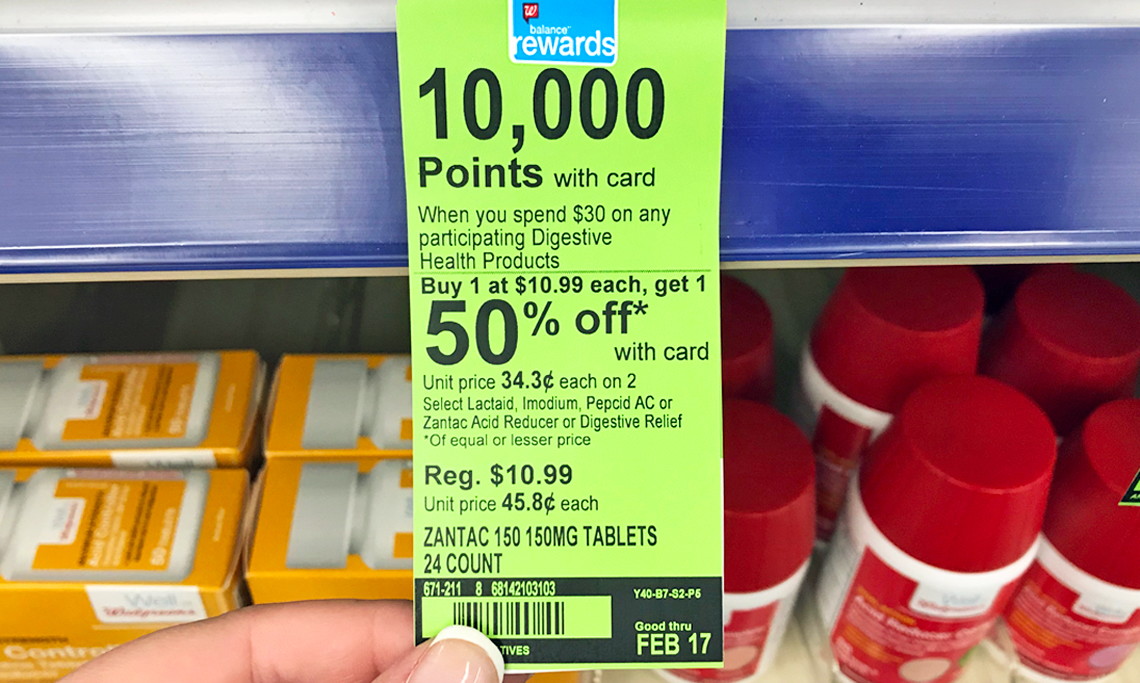 W
balance™
rewards
10,000
Points with card
When you spend $30 on any
participating Digestive
Health Products
Buy 1 at $10.99 each, get 1
50% off*
with card
Unit price 34.3¢ each on 2
Select Lactaid, Imodium, Pepcid AC or
Zantac Acid Reducer or Digestive Relief
*Of equal or lesser price
Reg. $10.99
Unit price 45.8¢ each
ZANTAC 150 150MG TABLETS
24 COUNT
671-211 8 68142103103
Y40-B7-S2-P5
Good thru
FEB 17
Well
Walgreens